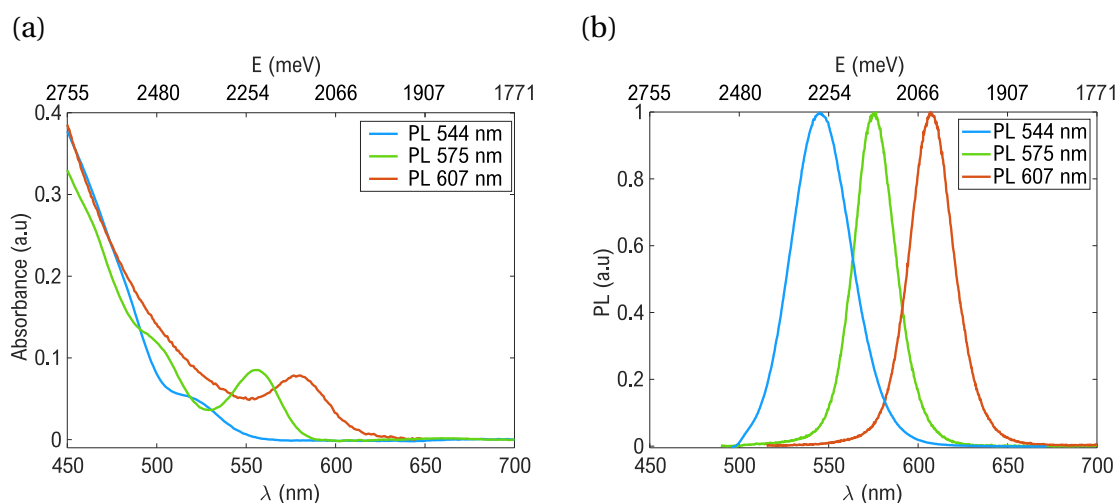 (a)
E (meV)
2755 2480 2254 2066 1907 1771
0.4
0.3
0.2
0.1
0
Absorbance (a.u)
PL 544 nm
PL 575 nm
PL 607 nm
450 500 550 600 650 700
λ (nm)
(b)
E (meV)
2755 2480 2254 2066 1907 1771
1
0.8
0.6
0.4
0.2
0
PL (a.u)
PL 544 nm
PL 575 nm
PL 607 nm
450 500 550 600 650 700
λ (nm)